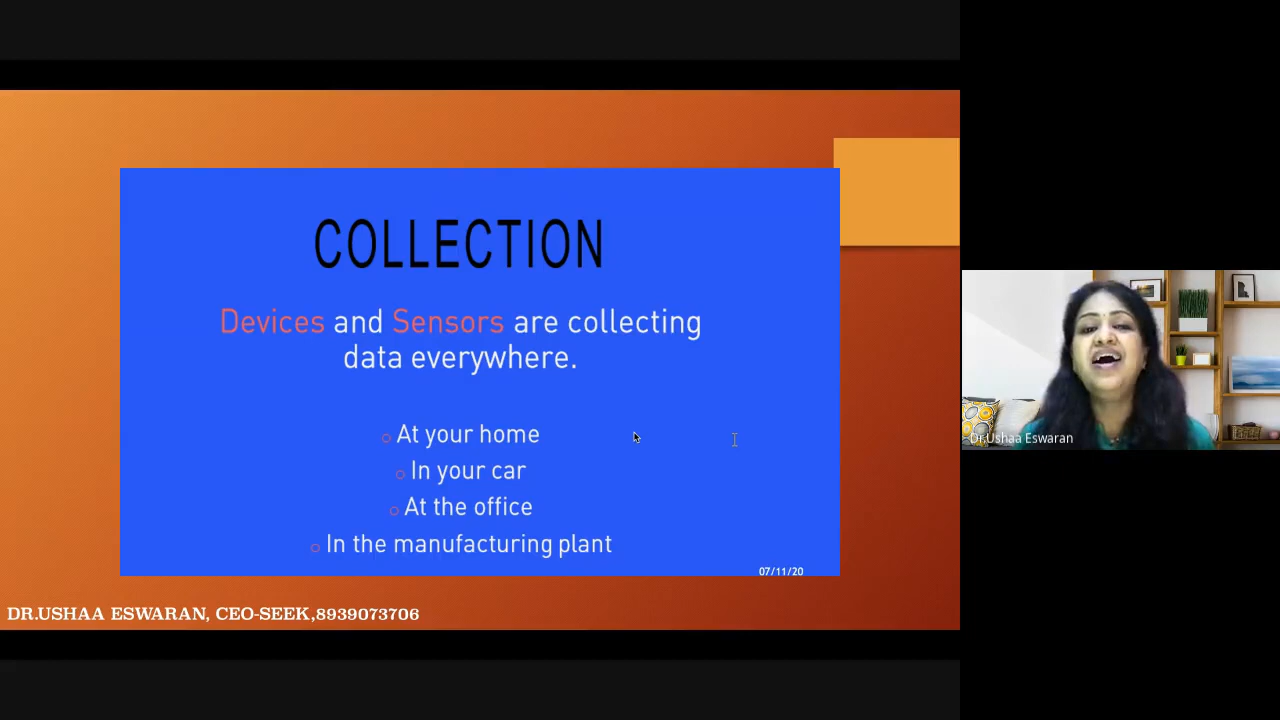 COLLECTION
Devices and Sensors are collecting
data everywhere.
o At your home
o In your car
o At the office
o In the manufacturing plant
07/11/20
DR.USHAA ESWARAN, CEO-SEEK,8939073706
Dr.Ushaa Eswaran